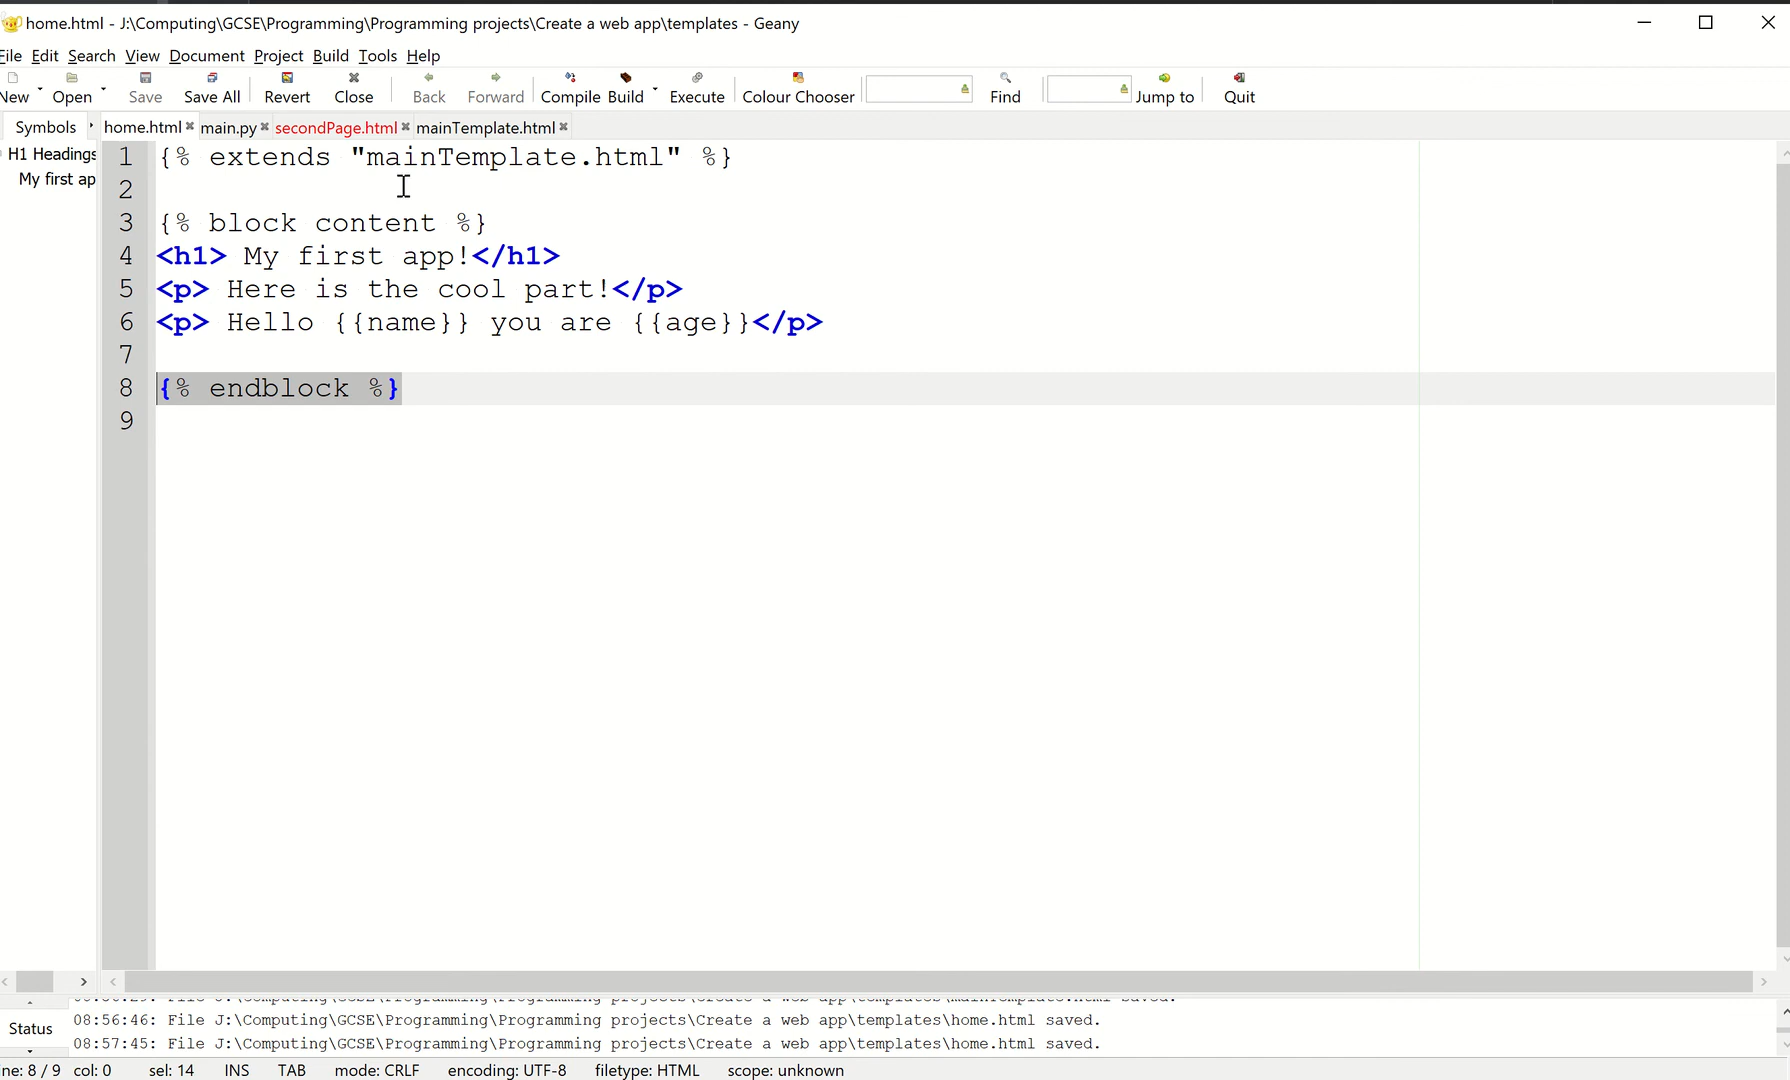 home.html - J:\Computing\GCSE\Programming\Programming projects\Create a web app\templates - Geany
File Edit Search View Document Project Build Tools Help
New Open Save Save All Revert Close Back Forward Compile Build Execute Colour Chooser Find Jump to Quit
Symbols home.html main.py secondPage.html mainTemplate.html
H1 Headings
My first ap
1 {% extends "mainTemplate.html" %}
2
3 {% block content %}
4 <h1> My first app!</h1>
5 <p> Here is the cool part!</p>
6 <p> Hello {{name}} you are {{age}}</p>
7
8 {% endblock %}
9
Status
08:56:46: File J:\Computing\GCSE\Programming\Programming projects\Create a web app\templates\home.html saved.
08:57:45: File J:\Computing\GCSE\Programming\Programming projects\Create a web app\templates\home.html saved.
ne: 8 / 9 col: 0 sel: 14 INS TAB mode: CRLF encoding: UTF-8 filetype: HTML scope: unknown